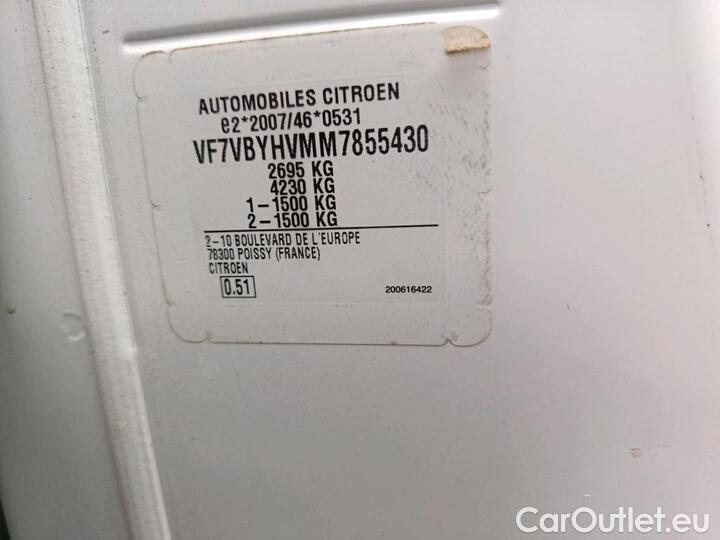 AUTOMOBILES CITROEN
e2*2007/46*0531
VF7VBYHVMM7855430
2695 KG
4230 KG
1-1500 KG
2-1500 KG
2-10 BOULEVARD DE L'EUROPE
78300 POISSY (FRANCE)
CITROEN
0.51 200616422
CarOutlet.eu